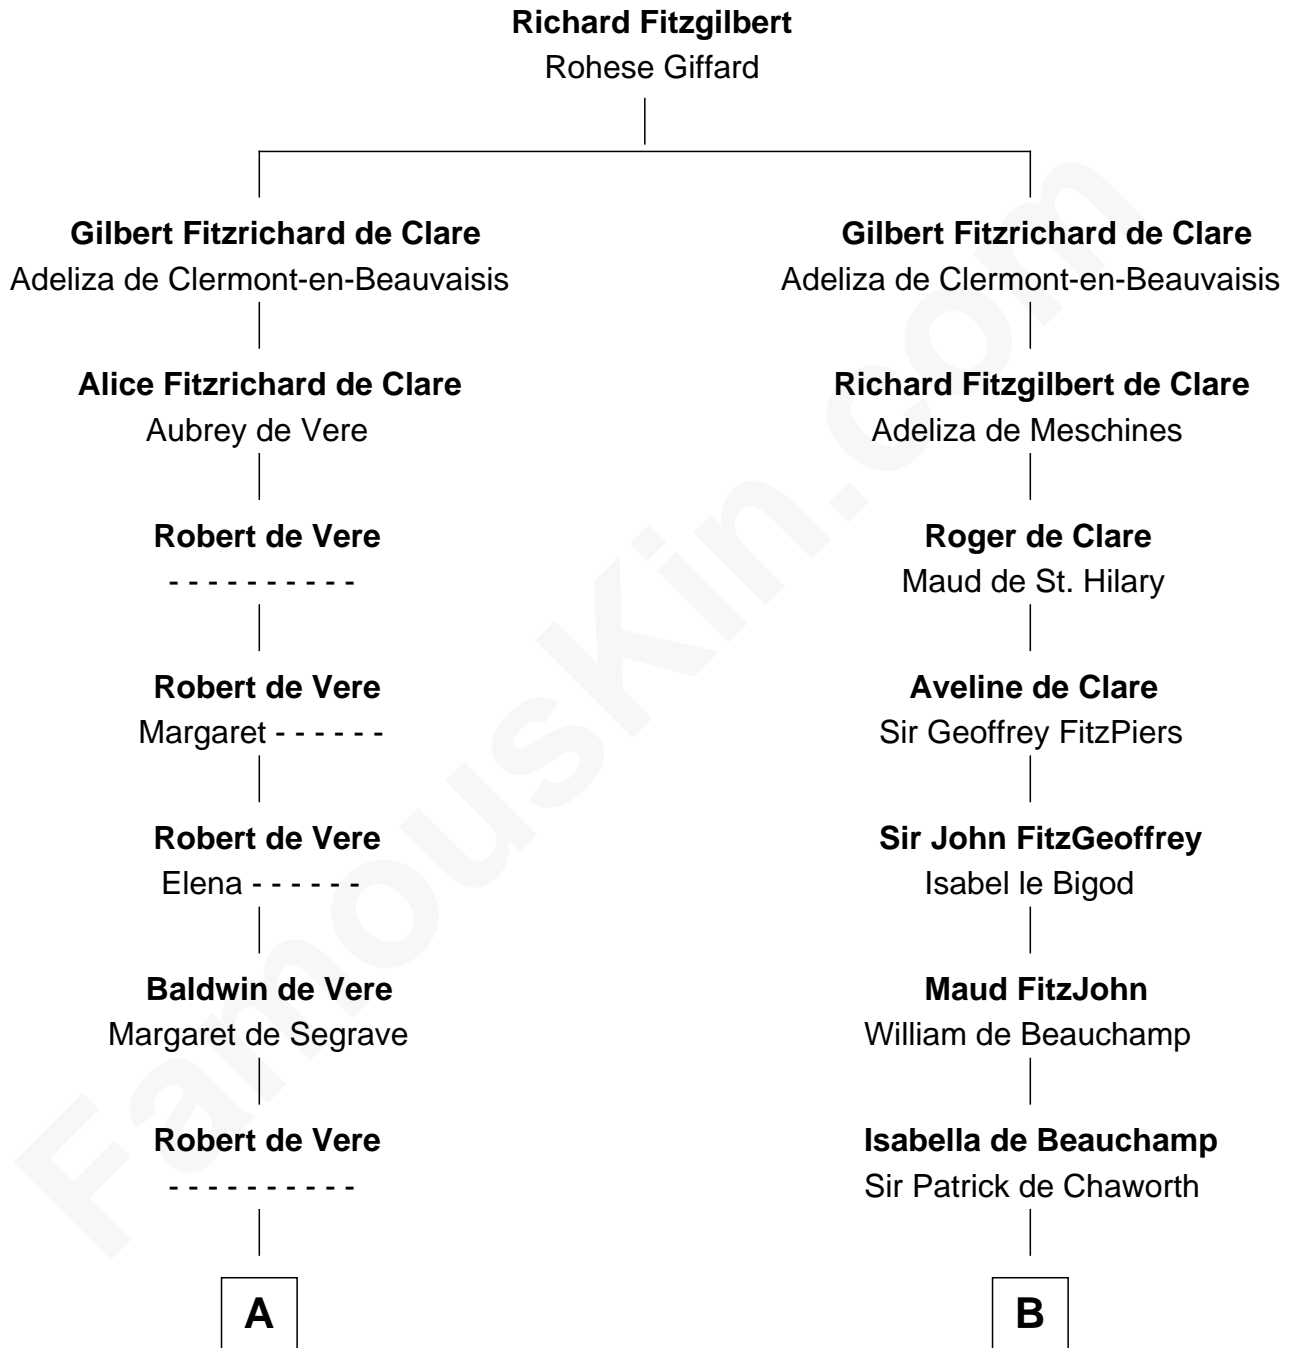 Richard Fitzgilbert
Rohese Giffard
Gilbert Fitzrichard de Clare
Adeliza de Clermont-en-Beauvaisis
Gilbert Fitzrichard de Clare
Adeliza de Clermont-en-Beauvaisis
Alice Fitzrichard de Clare
Aubrey de Vere
Richard Fitzgilbert de Clare
Adeliza de Meschines
Robert de Vere
- - - - - - - - - -
Roger de Clare
Maud de St. Hilary
Robert de Vere
Margaret - - - - - -
Aveline de Clare
Sir Geoffrey FitzPiers
Robert de Vere
Elena - - - - - -
Sir John FitzGeoffrey
Isabel le Bigod
Baldwin de Vere
Margaret de Segrave
Maud FitzJohn
William de Beauchamp
Robert de Vere
- - - - - - - - - -
Isabella de Beauchamp
Sir Patrick de Chaworth
A
B
FamousKin.com